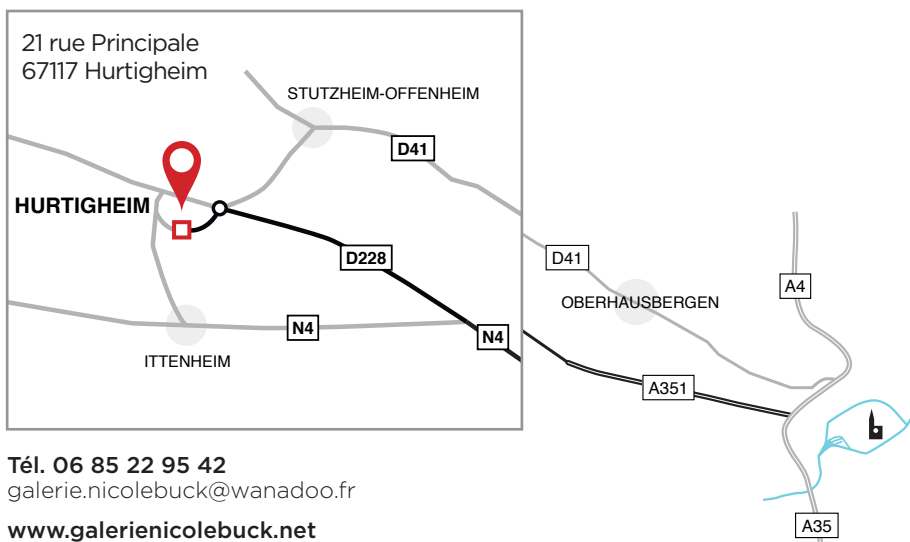 21 rue Principale
67117 Hurtigheim
STUTZHEIM-OFFENHEIM
D41
HURTIGHEIM
D228
D41
A4
OBERHAUSBERGEN
N4
N4
ITTENHEIM
A351
Tél. 06 85 22 95 42
galerie.nicolebuck@wanadoo.fr
www.galerienicolebuck.net
A35